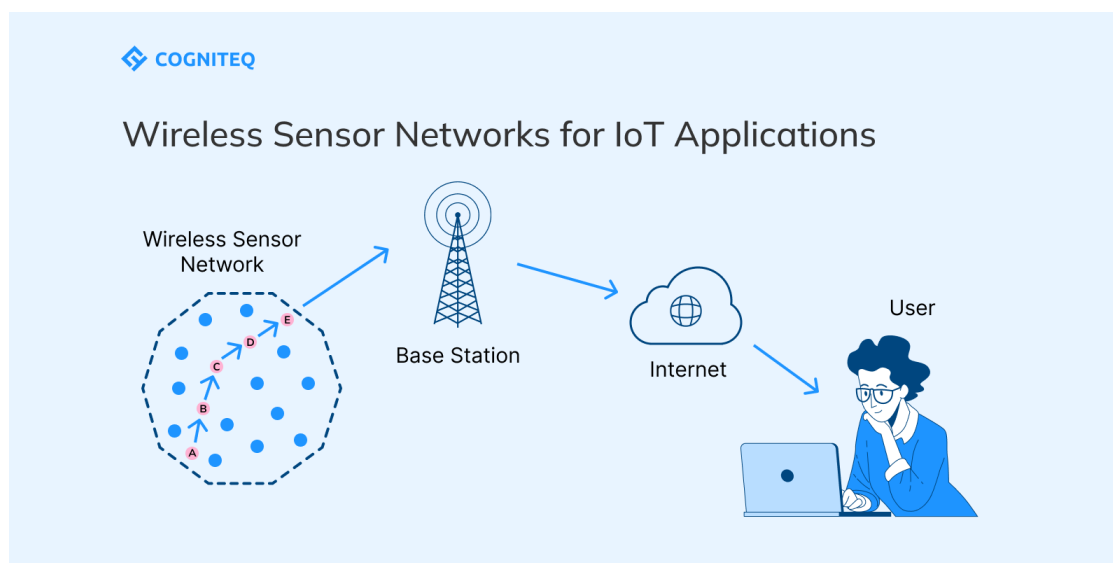 COGNITEQ
Wireless Sensor Networks for IoT Applications
Wireless Sensor
Network
E
D
C
B
A
Base Station
Internet
User